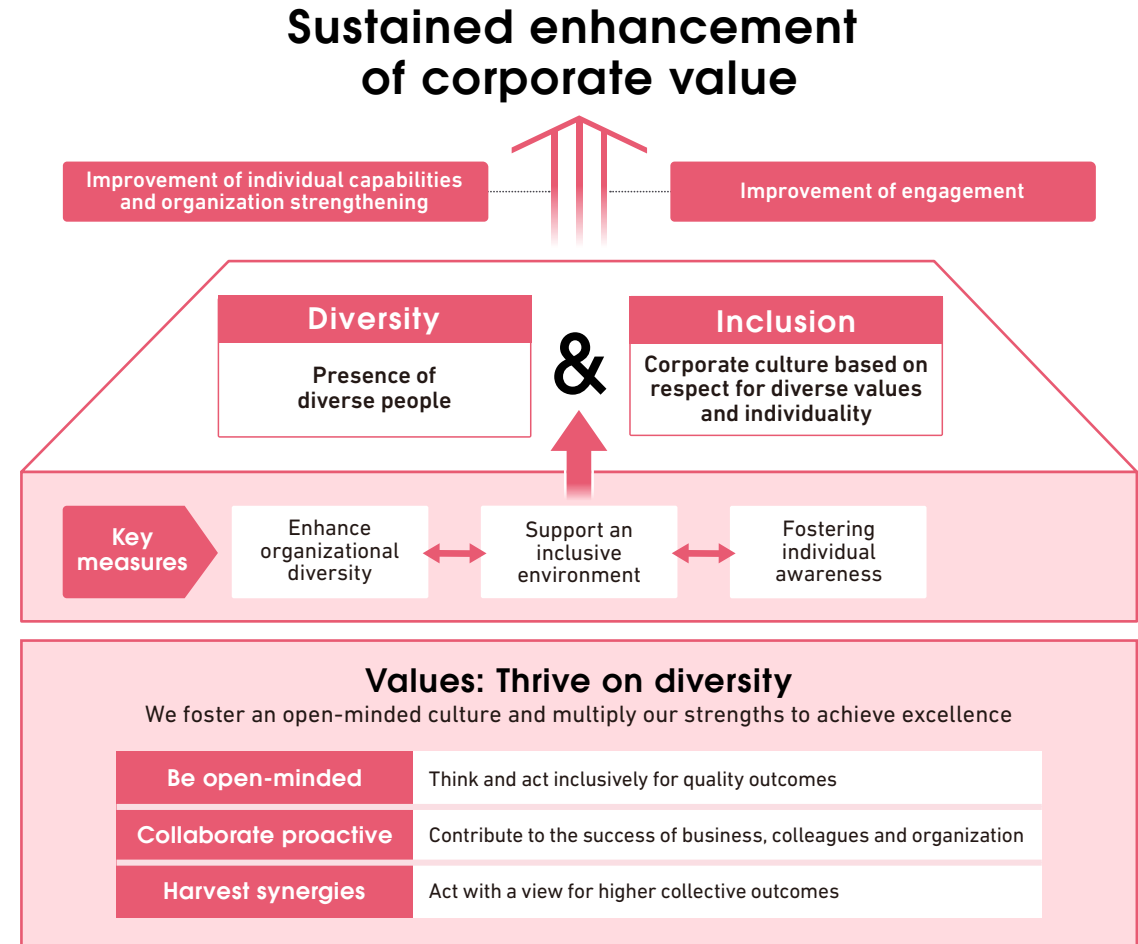 Sustained enhancement
of corporate value
Improvement of individual capabilities
and organization strengthening
Improvement of engagement
Diversity
Presence of
diverse people
&
Inclusion
Corporate culture based on
respect for diverse values
and individuality
Key
measures
Enhance
organizational
diversity
Support an
inclusive
environment
Fostering
individual
awareness
Values: Thrive on diversity
We foster an open-minded culture and multiply our strengths to achieve excellence
Be open-minded
Think and act inclusively for quality outcomes
Collaborate proactive
Contribute to the success of business, colleagues and organization
Harvest synergies
Act with a view for higher collective outcomes